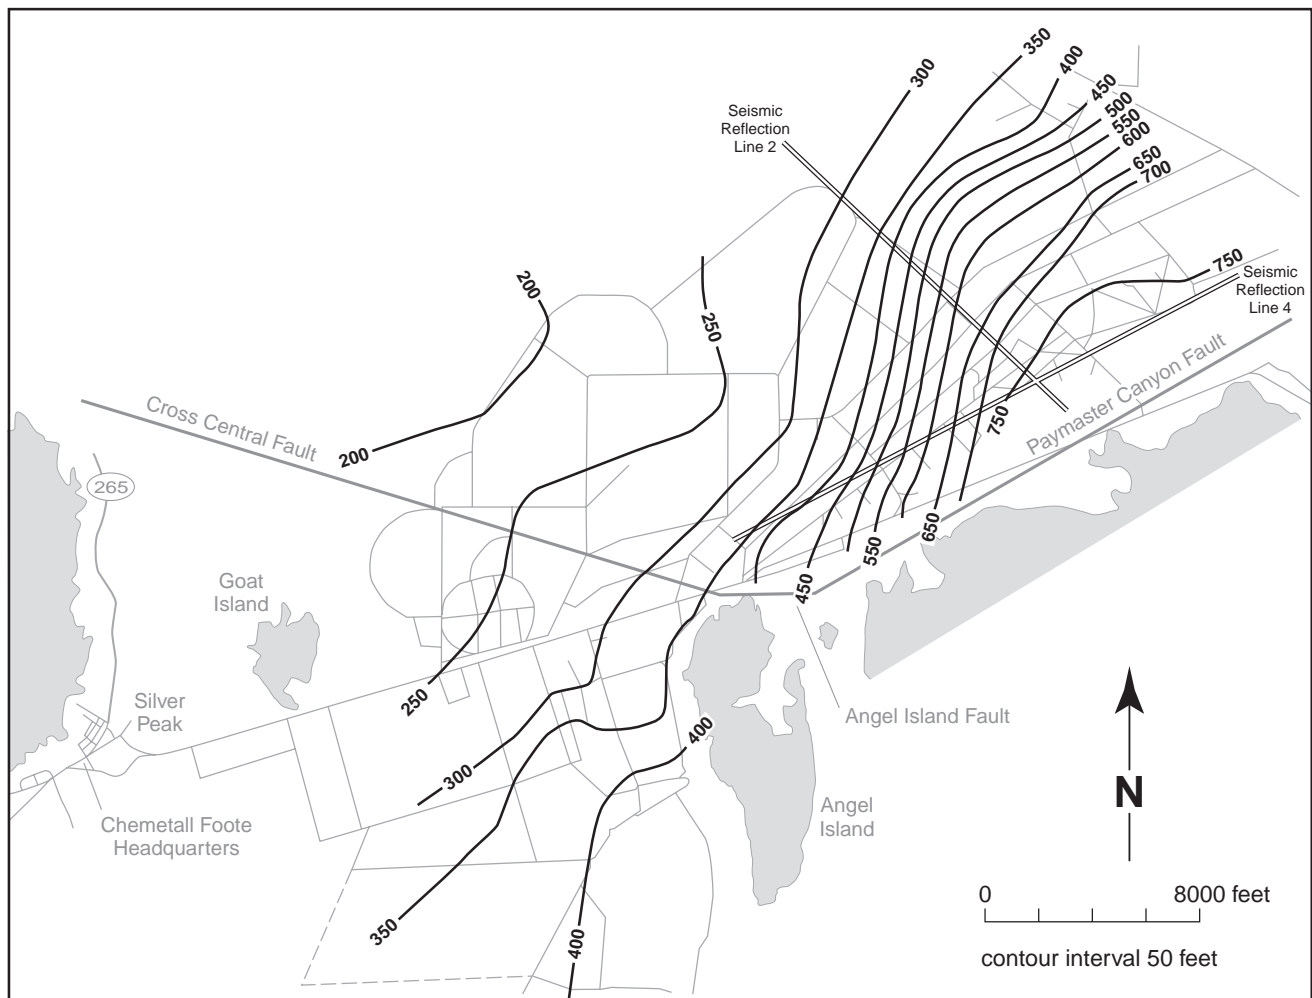 350
300
400
450
500
550
600
650
700
Seismic
Reflection
Line 2
750
Seismic
Reflection
Line 4
200
250
Cross Central Fault
200
265
750
Paymaster Canyon Fault
650
550
450
Goat
Island
250
Silver
Peak
Angel Island Fault
400
300
Chemetall Foote
Headquarters
Angel
Island
N
350
400
0 8000 feet
contour interval 50 feet